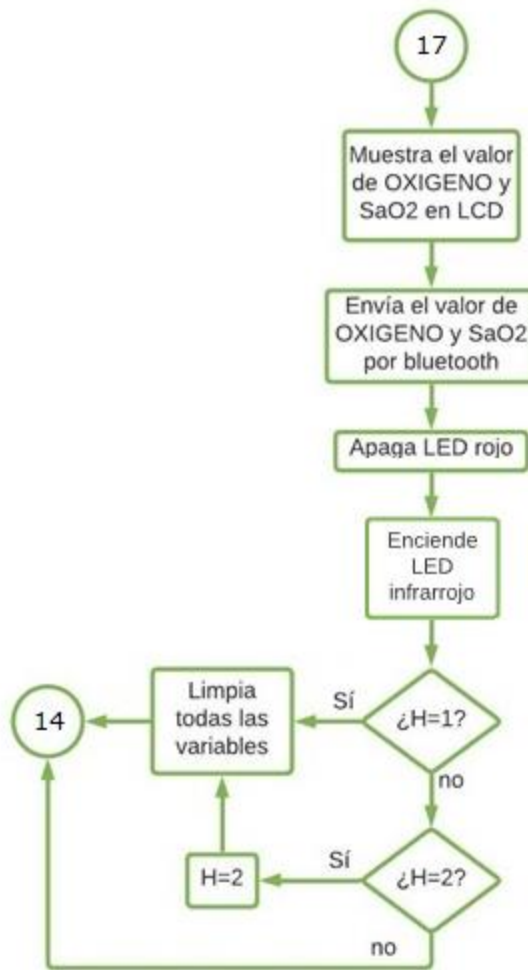 17
Muestra el valor
de OXIGENO y
SaO2 en LCD
Envía el valor de
OXIGENO y SaO2
por bluetooth
Apaga LED rojo
Enciende
LED
infrarrojo
¿H=1?
Sí
Limpia
todas las
variables
14
no
¿H=2?
Sí
H=2
no